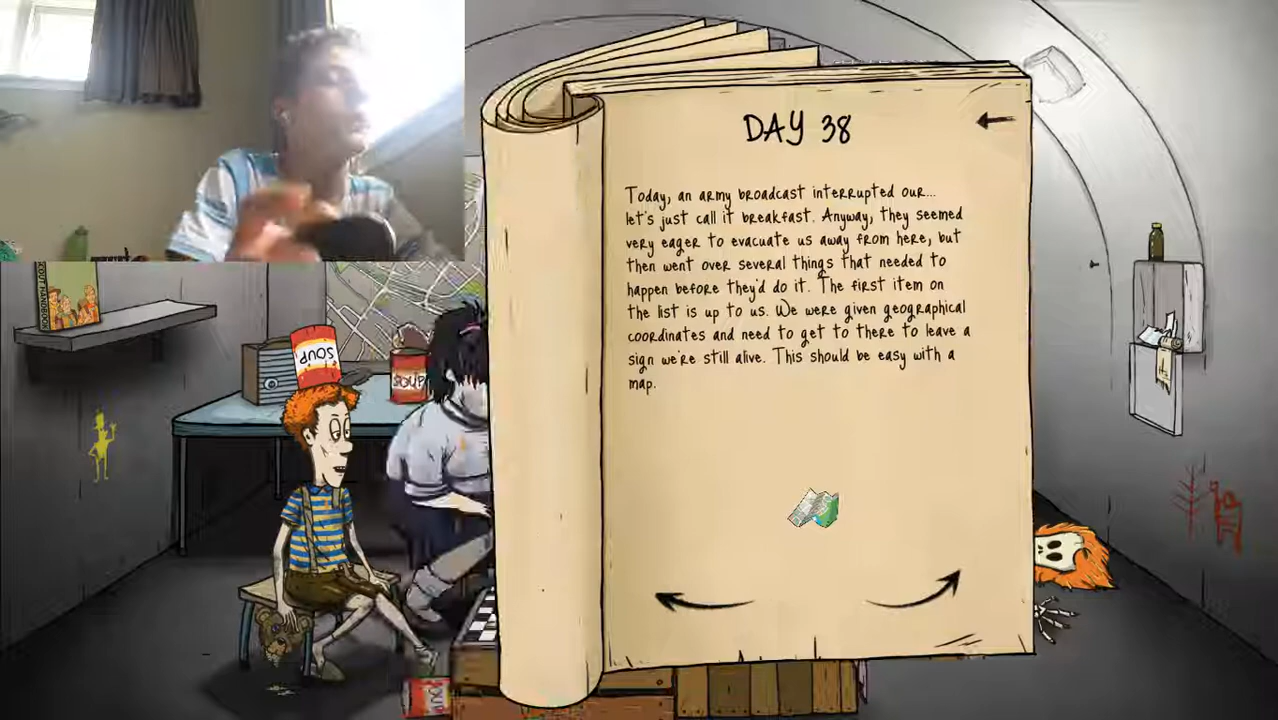 DAY 38
Today, an army broadcast interrupted our...
let's just call it breakfast. Anyway, they seemed
very eager to evacuate us away from here, but
then went over several things that needed to
happen before they'd do it. The first item on
the list is up to us. We were given geographical
coordinates and need to get to there to leave a
sign we're still alive. This should be easy with a
map.
SCOUT HANDBOOK
SOUP
SOUP